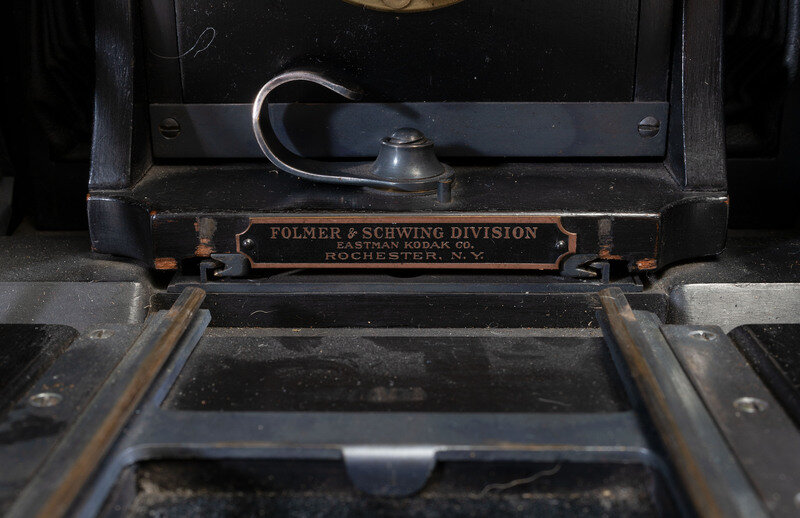 FOLMER & SCHWING DIVISION
EASTMAN KODAK CO.
ROCHESTER, N.Y.